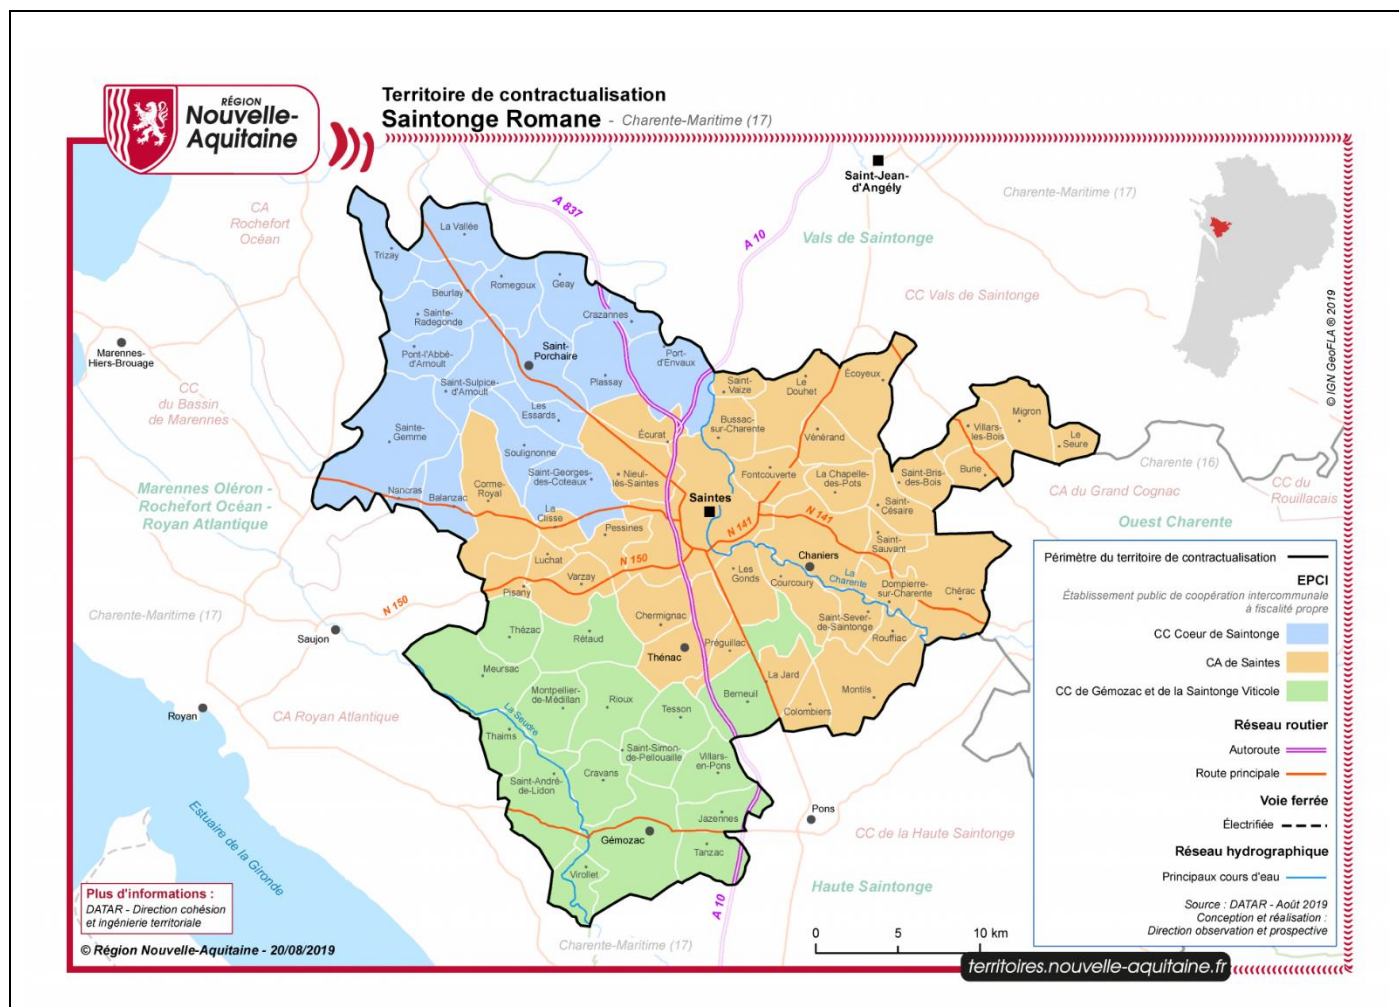 RÉGION
Nouvelle-
Aquitaine
Territoire de contractualisation
Saintonge Romane - Charente-Maritime (17)
Saint-Jean-
d'Angély
Charente-Maritime (17)
CA
Rochefort
Océan
A 837
A 10
Vals de Saintonge
CC Vals de Saintonge
© IGN GeoFLA ® 2019
La Vallée
Trizay
Romegoux
Geay
Beurlay
Sainte-
Radegonde
Crazannes
Marennes-
Hiers-Brouage
Pont-l'Abbé-
d'Arnoult
Saint-
Porchaire
Port-
d'Envaux
CC
du Bassin
de Marennes
Saint-Sulpice-
d'Arnoult
Plassay
Saint-
Vaize
Le
Douhet
Écoyeux
Les
Essards
Bussac-
sur-Charente
Migron
Villars-
les-Bois
Sainte-
Gemme
Écurat
Vénérand
Le
Seure
Soulignonne
Saint-Georges-
des-Coteaux
Nieul-
lès-Saintes
Fontcouverte
La Chapelle-
des-Pots
Saint-Bris-
des-Bois
Burie
Charente (16)
CA du Grand Cognac
CC du
Rouillacais
Marennes Oléron -
Rochefort Océan -
Royan Atlantique
Nancras
Balanzac
Corme-
Royal
La
Clisse
Saintes
Saint-
Césaire
Ouest Charente
Pessines
N 141
N 141
Saint-
Sauvant
Luchat
Varzay
N 150
Chaniers
Les
Gonds
Courcoury
La
Charente
Dompierre-
sur-Charente
Chérac
Pisany
N 150
Charente-Maritime (17)
Saujon
Chermignac
Saint-Sever-
de-Saintonge
Rouffiac
Thézac
Rétaud
Préguillac
Thénac
Meursac
La Jard
Montils
Montpellier-
de-Médillan
Rioux
Berneuil
Colombiers
Tesson
Royan
CA Royan Atlantique
La Seudre
Thaims
Saint-Simon-
de-Pellouaille
Villars-
en-Pons
Saint-André-
de-Lidon
Cravans
Jazennes
Pons
Gémozac
Tanzac
CC de la Haute Saintonge
Estuaire de la Gironde
Virollet
Haute Saintonge
A 10
Charente-Maritime (17)
Périmètre du territoire de contractualisation
EPCI
Établissement public de coopération intercommunale
à fiscalité propre
CC Coeur de Saintonge
CA de Saintes
CC de Gémozac et de la Saintonge Viticole
Réseau routier
Autoroute
Route principale
Voie ferrée
Électrifiée
Réseau hydrographique
Principaux cours d'eau
Source : DATAR - Août 2019
Conception et réalisation :
Direction observation et prospective
Plus d'informations :
DATAR - Direction cohésion
et ingénierie territoriale
© Région Nouvelle-Aquitaine - 20/08/2019
0 5 10 km
territoires.nouvelle-aquitaine.fr